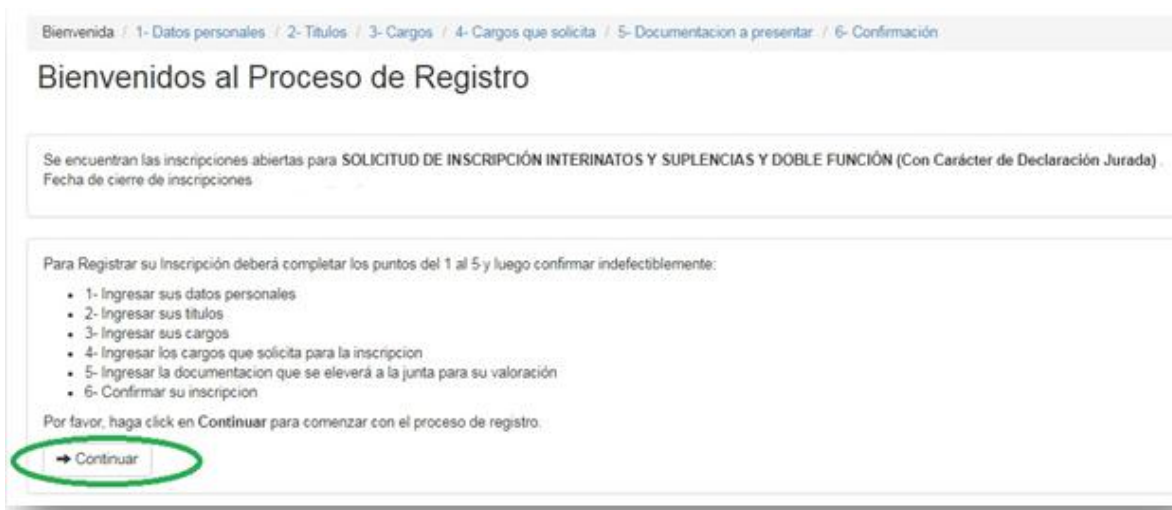 Bienvenida / 1- Datos personales / 2- Titulos / 3- Cargos / 4- Cargos que solicita / 5- Documentacion a presentar / 6- Confirmación
Bienvenidos al Proceso de Registro
Se encuentran las inscripciones abiertas para SOLICITUD DE INSCRIPCIÓN INTERINATOS Y SUPLENCIAS Y DOBLE FUNCIÓN (Con Carácter de Declaración Jurada) .
Fecha de cierre de inscripciones
Para Registrar su Inscripción deberá completar los puntos del 1 al 5 y luego confirmar indefectiblemente:
• 1- Ingresar sus datos personales
• 2- Ingresar sus titulos
• 3- Ingresar sus cargos
• 4- Ingresar los cargos que solicita para la inscripcion
• 5- Ingresar la documentacion que se eleverá a la junta para su valoración
• 6- Confirmar su inscripcion
Por favor, haga click en Continuar para comenzar con el proceso de registro.
➔ Continuar